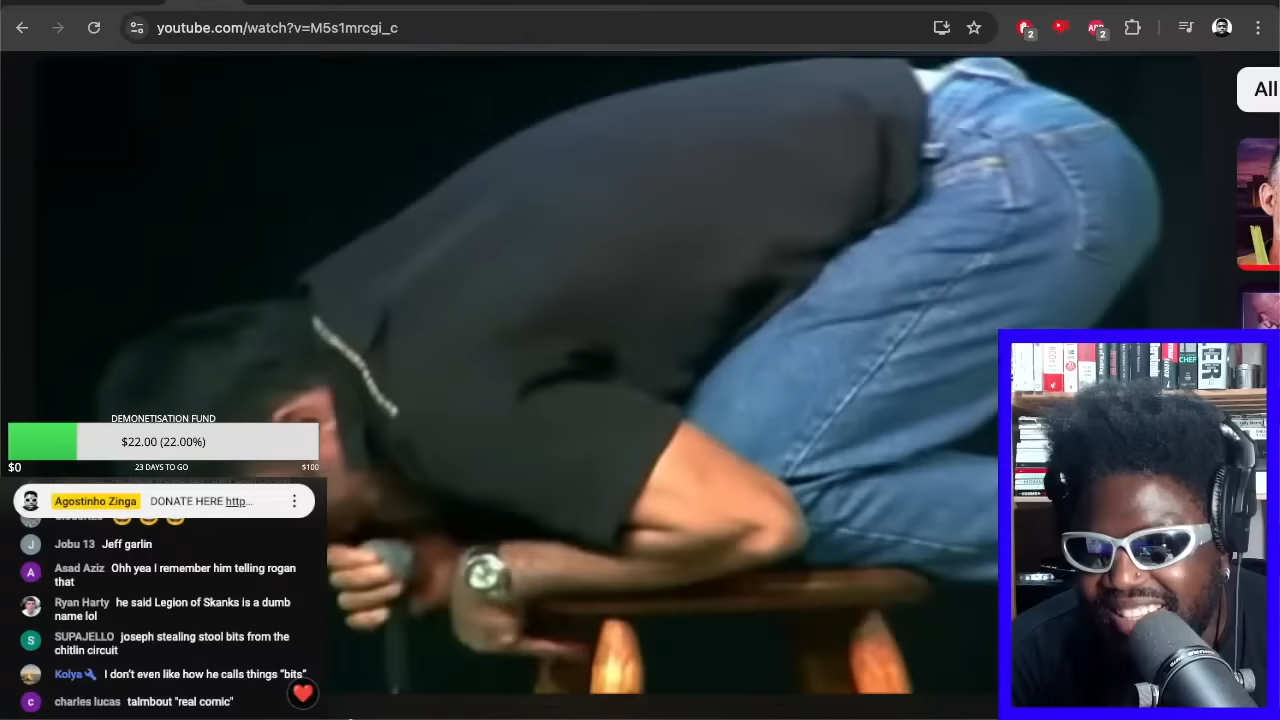 youtube.com/watch?v=M5s1mrcgi_c
2
2
All
DEMONETISATION FUND
$22.00 (22.00%)
$0
23 DAYS TO GO
$100
Agostinho Zinga DONATE HERE http...
J Jobu 13 Jeff garlin
A Asad Aziz Ohh yea I remember him telling rogan
that
Ryan Harty he said Legion of Skanks is a dumb
name lol
S SUPAJELLO joseph stealing stool bits from the
chitlin circuit
Kolya I don't even like how he calls things "bits"
c charles lucas talmbout "real comic"
CHEF